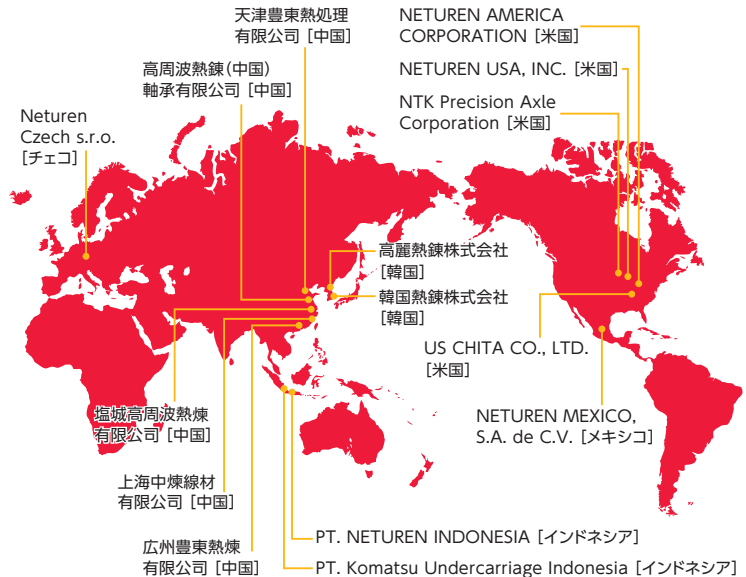 天津豊東熱処理
有限公司 [中国]
高周波熱錬(中国)
軸承有限公司 [中国]
Neturen
Czech s.r.o.
[チェコ]
NETUREN AMERICA
CORPORATION [米国]
NETUREN USA, INC. [米国]
NTK Precision Axle
Corporation [米国]
高麗熱錬株式会社
[韓国]
韓国熱錬株式会社
[韓国]
US CHITA CO., LTD.
[米国]
NETUREN MEXICO,
S.A. de C.V. [メキシコ]
塩城高周波熱煉
有限公司 [中国]
上海中煉線材
有限公司 [中国]
広州豊東熱煉
有限公司 [中国]
PT. NETUREN INDONESIA [インドネシア]
PT. Komatsu Undercarriage Indonesia [インドネシア]